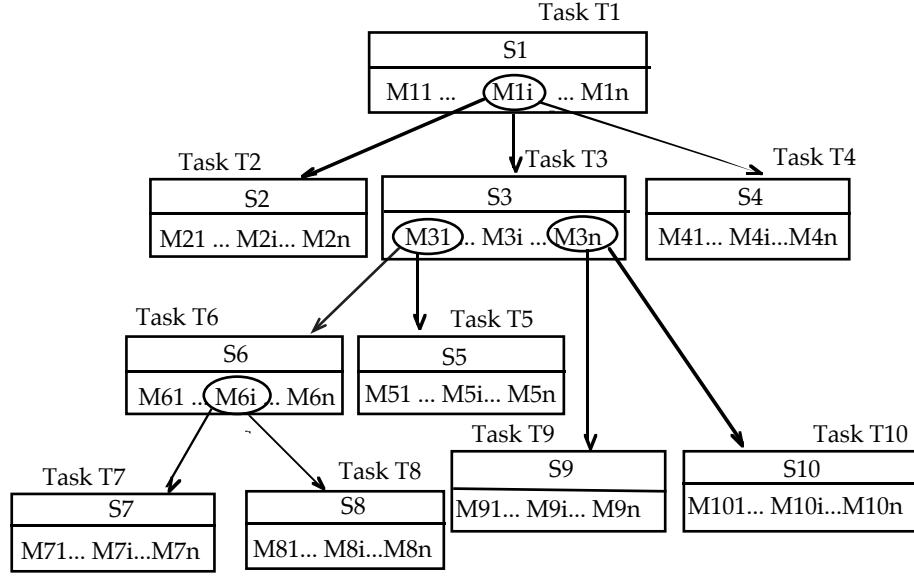 Task T1
S1
M11 ... M1i ... M1n
Task T2
Task T3
Task T4
S2
S3
S4
M21 ... M2i... M2n
M31 .. M3i ... M3n
M41... M4i...M4n
Task T6
Task T5
S6
S5
M61 ... M6i .. M6n
M51 ... M5i... M5n
Task T9
Task T10
Task T7
Task T8
S9
S10
S7
S8
M91... M9i... M9n
M101... M10i...M10n
M71... M7i...M7n
M81... M8i...M8n